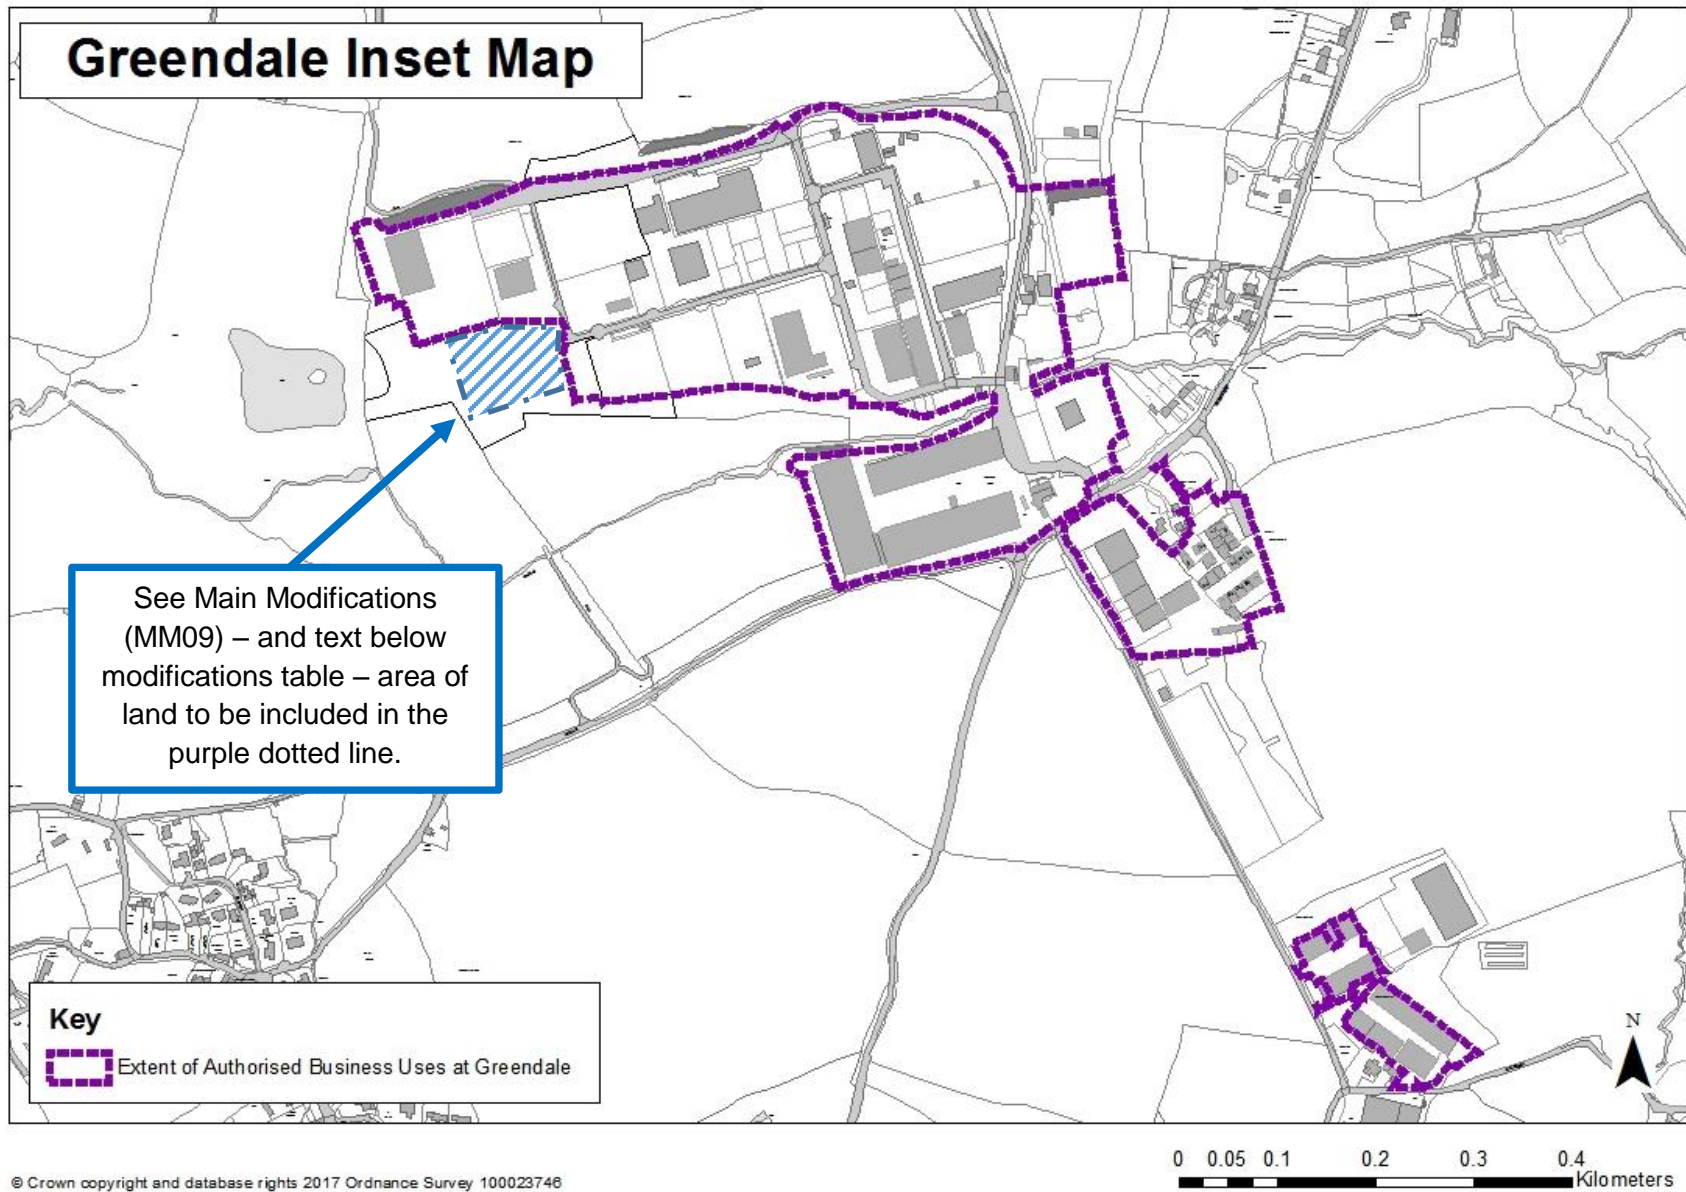 Greendale Inset Map
See Main Modifications
(MM09) – and text below
modifications table – area of
land to be included in the
purple dotted line.
Key
Extent of Authorised Business Uses at Greendale
N
0 0.05 0.1 0.2 0.3 0.4
Kilometers
© Crown copyright and database rights 2017 Ordnance Survey 100023746